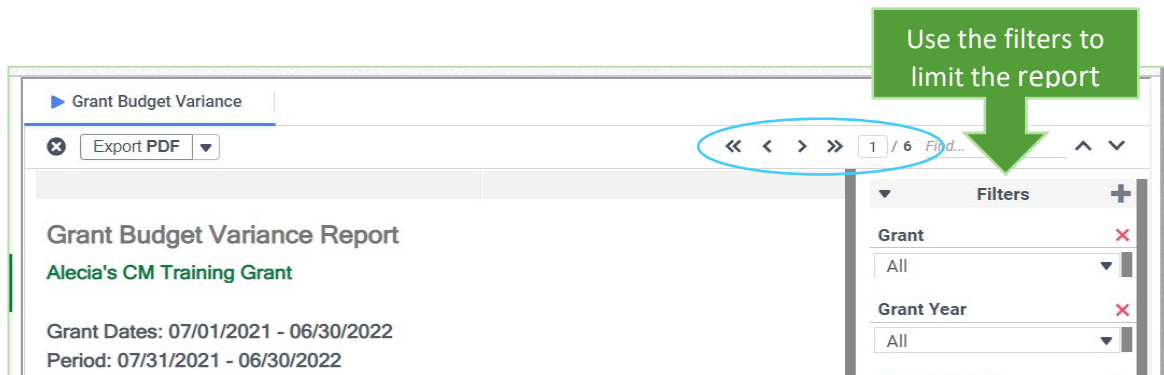 Use the filters to
limit the report
Grant Budget Variance
Export PDF
1 / 6 Find...
Filters
Grant Budget Variance Report
Grant
Alecia's CM Training Grant
All
Grant Year
Grant Dates: 07/01/2021 - 06/30/2022
All
Period: 07/31/2021 - 06/30/2022